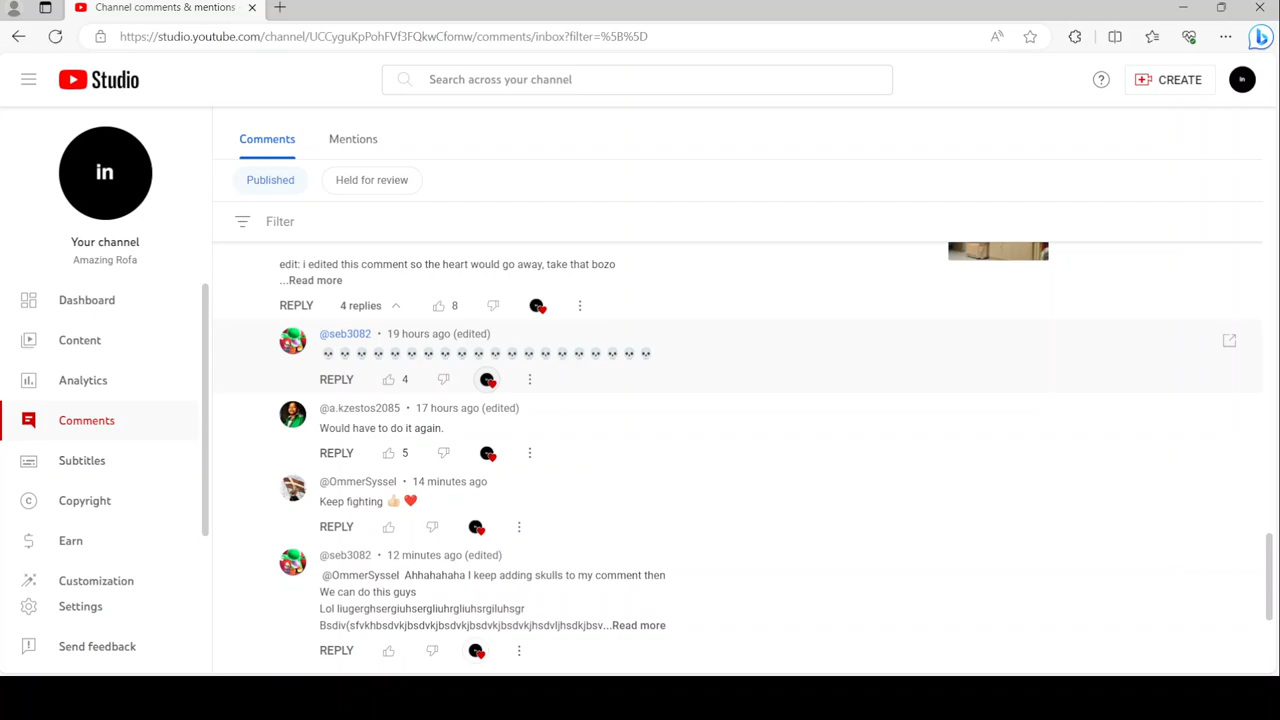 Channel comments & mentions
https://studio.youtube.com/channel/UCCyguKpPohFVf3FQkwCfomw/comments/inbox?filter=%5B%5D
Studio
Search across your channel
CREATE
in
in
Your channel
Amazing Rofa
Dashboard
Content
Analytics
Comments
Subtitles
Copyright
Earn
Customization
Settings
Send feedback
Comments Mentions
Published Held for review
Filter
edit: i edited this comment so the heart would go away, take that bozo
...Read more
REPLY 4 replies 8
@seb3082 • 19 hours ago (edited)
💀 💀 💀 💀 💀 💀 💀 💀 💀 💀 💀 💀 💀 💀 💀 💀 💀 💀 💀 💀
REPLY 4
@a.kzestos2085 • 17 hours ago (edited)
Would have to do it again.
REPLY 5
@OmmerSyssel • 14 minutes ago
Keep fighting 👍🏻 ❤️
REPLY
@seb3082 • 12 minutes ago (edited)
@OmmerSyssel Ahhahahaha I keep adding skulls to my comment then
We can do this guys
Lol liugerghsergiuhsergliuhrgliuhsrgiluhsgr
Bsdiv(sfvkhbsdvkjbsdvkjbsdvkjbsdvkjbsdvkjhsdvljhsdkjbsv...Read more
REPLY